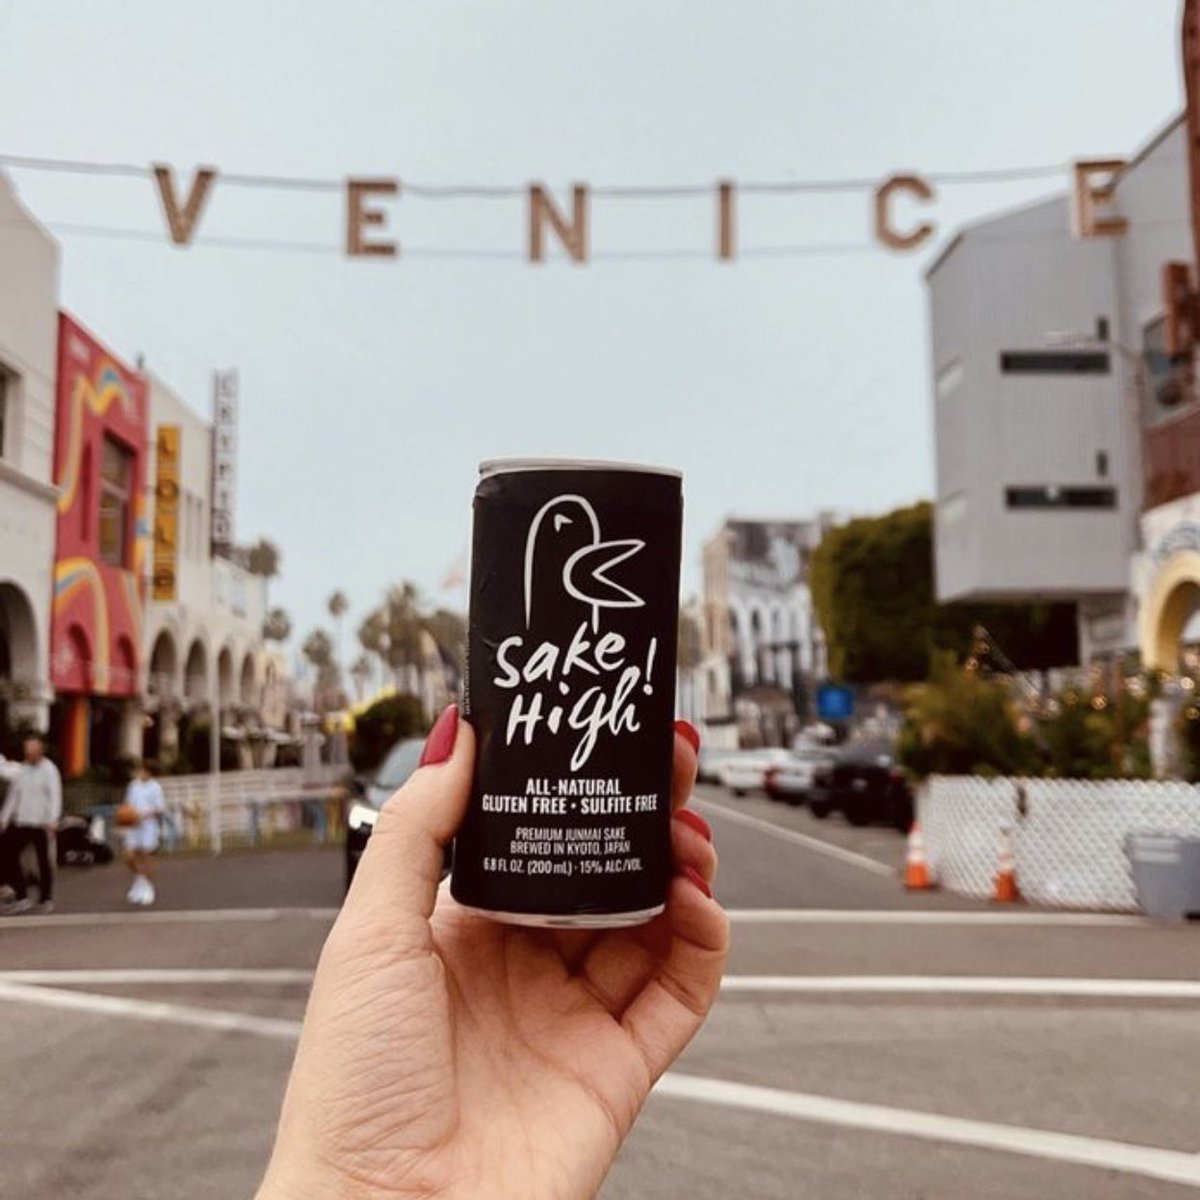 VENICE
Sake
High!
ALL-NATURAL
GLUTEN FREE • SULFITE FREE
PREMIUM JUNMAI SAKE
BREWED IN KYOTO, JAPAN
6.8 FL OZ. (200 mL) • 15% ALC/VOL.
LOLO